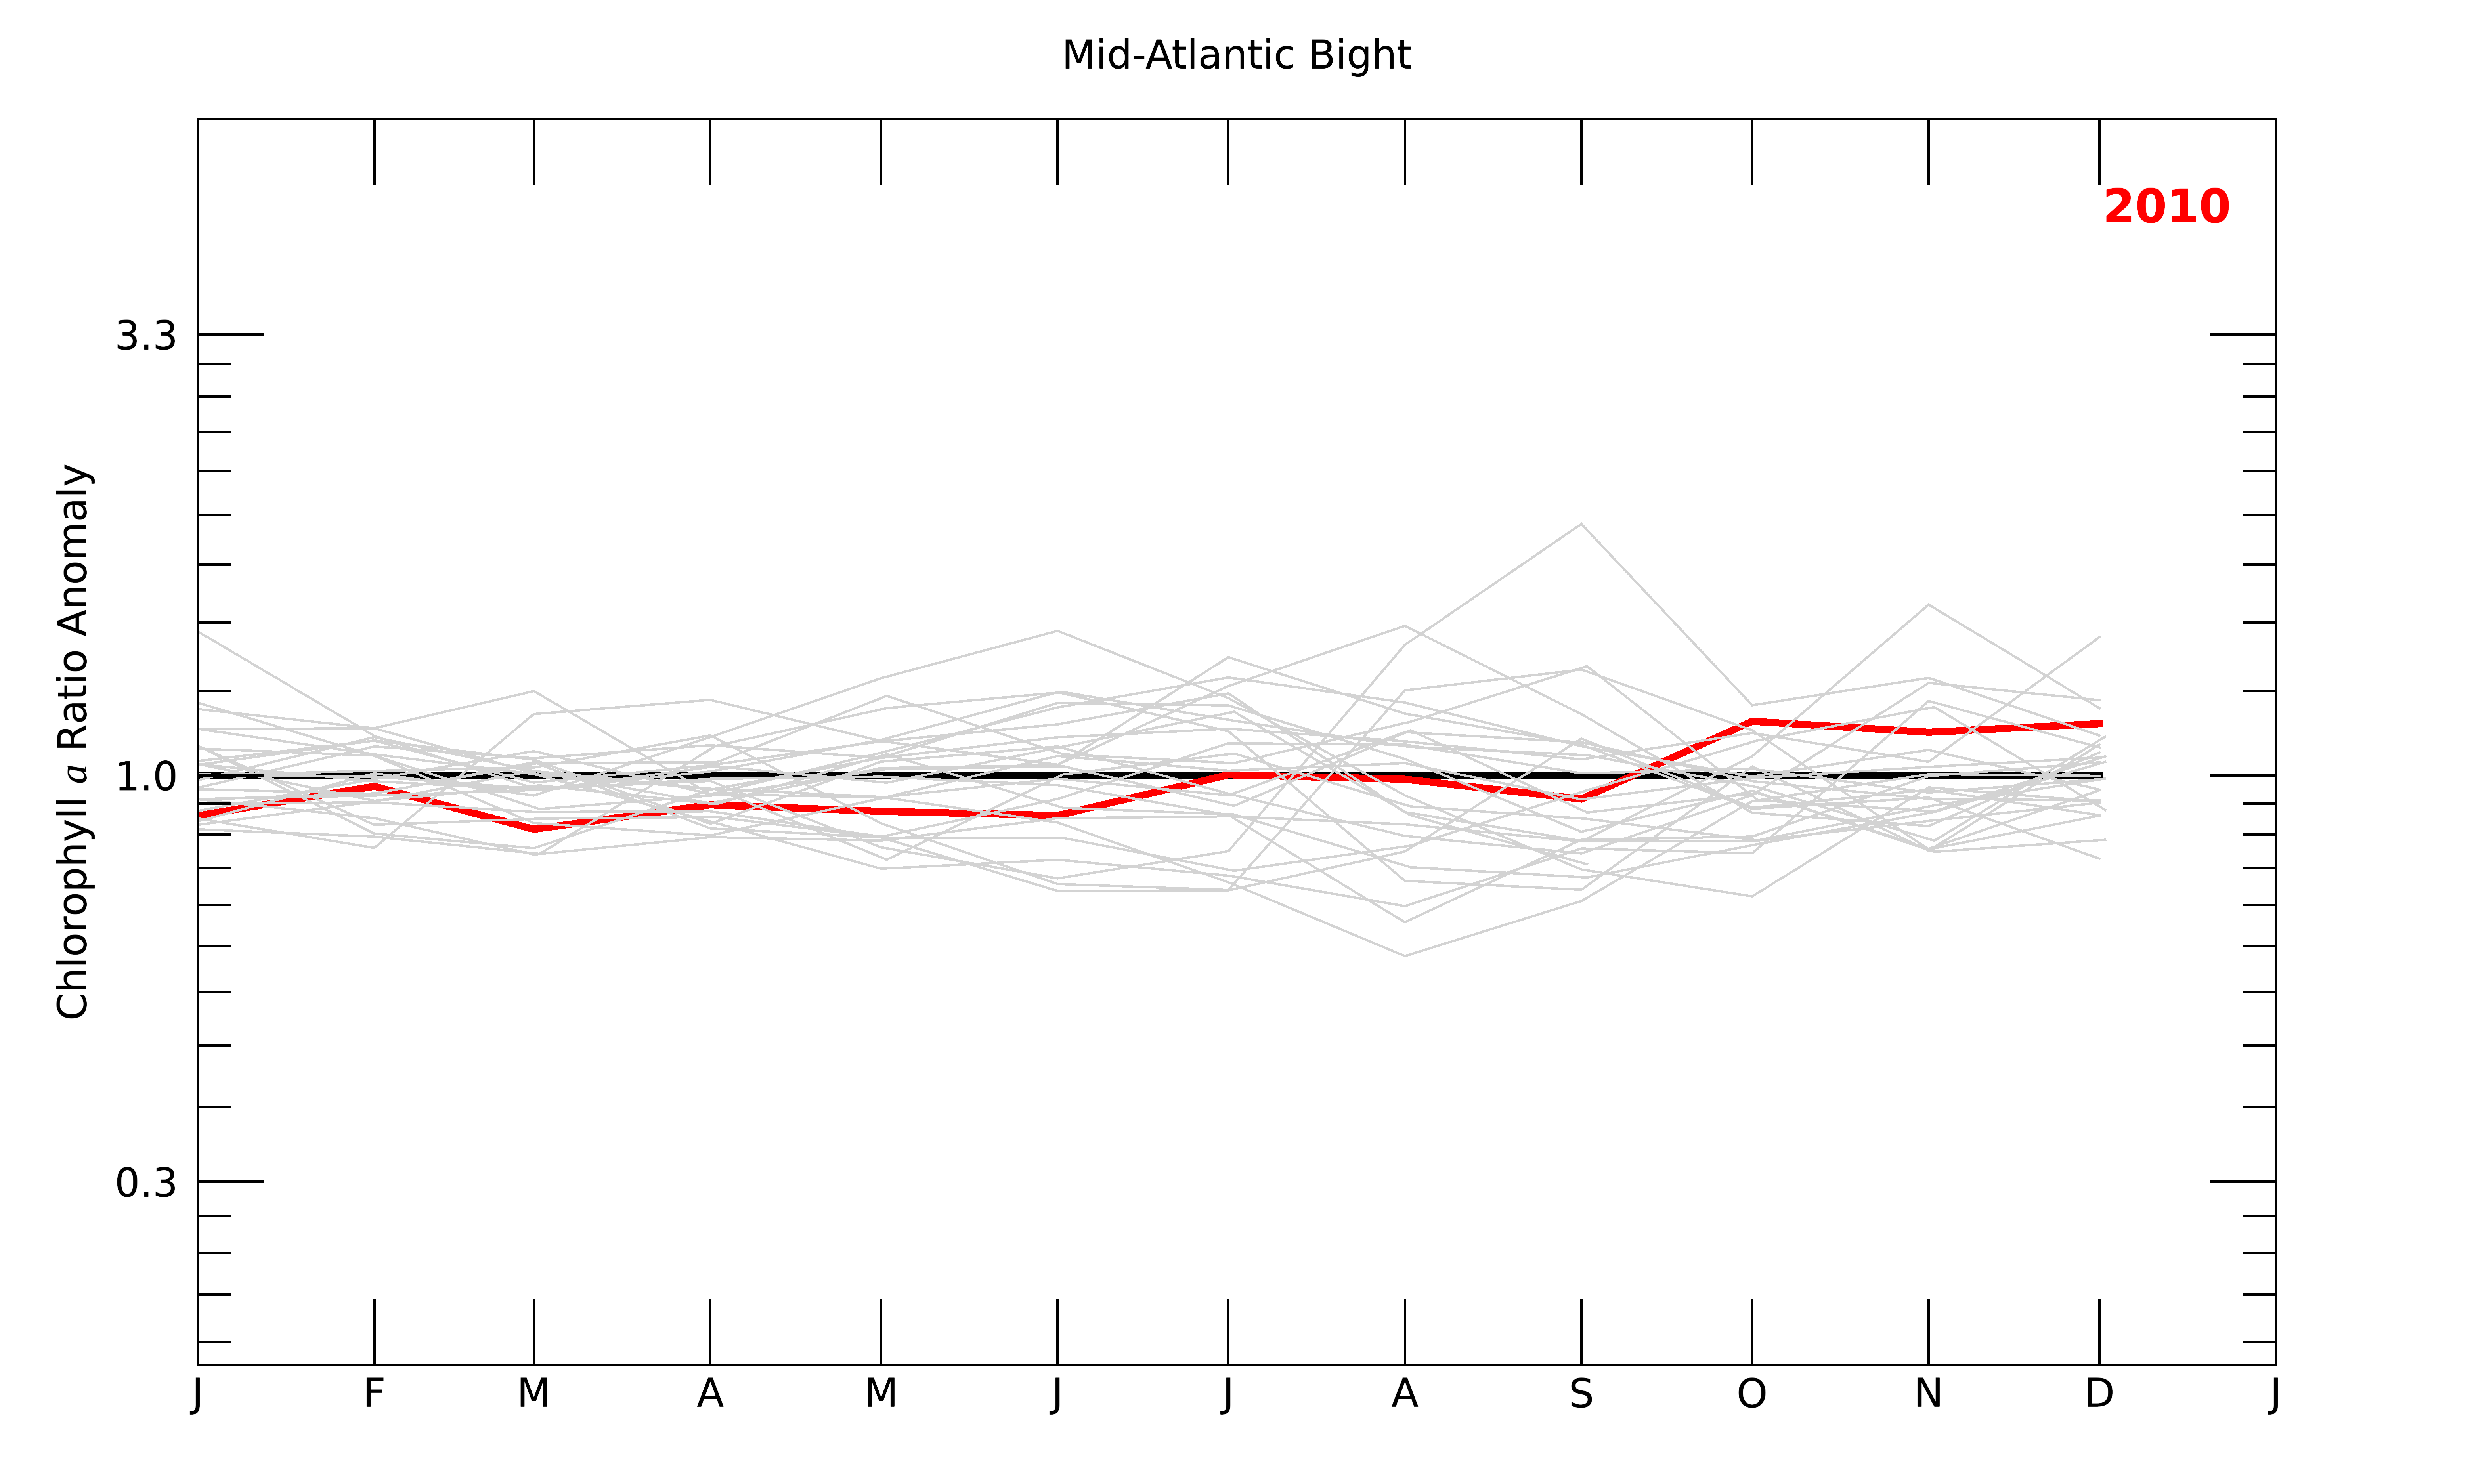 Mid-Atlantic Bight
2010
Chlorophyll a Ratio Anomaly
3.3
1.0
0.3
J F M A M J J A S O N D J